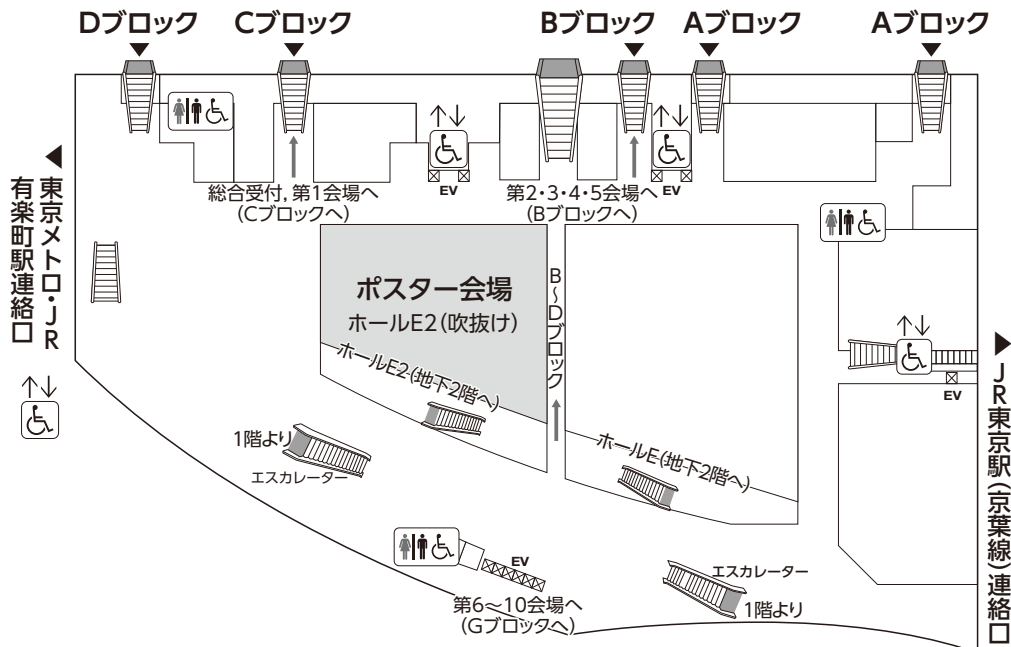 Dブロック
Cブロック
Bブロック
Aブロック
Aブロック
EV
EV
総合受付, 第1会場へ
(Cブロックへ)
第2・3・4・5会場へ
(Bブロックへ)
東京メトロ・JR
有楽町駅連絡口
ポスター会場
ホールE2(吹抜け)
B～Dブロック
ホールE2(地下2階へ)
EV
JR東京駅(京葉線)連絡口
1階より
エスカレーター
ホールE(地下2階へ)
EV
エスカレーター
1階より
第6～10会場へ
(Gブロックへ)